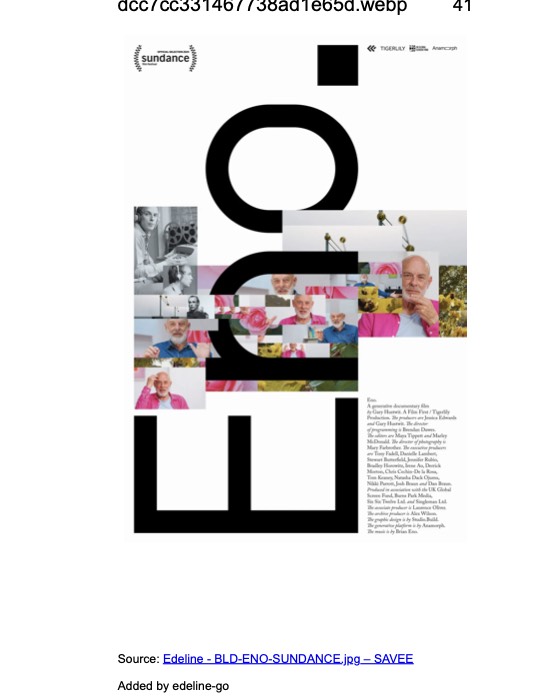 dcc7cc331467738ad1e65d.webp 41
sundance
TIGERLILY
Anamorph
Eno.
Eno.
A generative documentary film
by Gary Hustwit. A Film First / Tigerlily
Production. The producers are Jessica Edwards
and Gary Hustwit. The director
of programming is Brendan Dawes.
The editors are Maya Tippett and Marley
McDonald. The director of photography is
Mary Farbrother. The executive producers
are Tony Fadell, Danielle Lambert,
Stewart Butterfield, Jennifer Rubio,
Bradley Horowitz, Irene Au, Derrick
Morton, Chris Cechin-De la Rosa,
Tom Keaney, Natasha Dack Ojumu,
Nikki Parrott, Josh Braun and Dan Braun.
Produced in association with the UK Global
Screen Fund, Burnt Park Media,
Six Six Twelve Ltd. and Tangleman Ltd.
The associate producer is Laurence Olivo.
The archive producer is Alex Wilson.
The graphic design is by Studio.Build.
The generative platform is by Anamorph.
The music is by Brian Eno.
Source: Edeline - BLD-ENO-SUNDANCE.jpg – SAVEE
Added by edeline-go